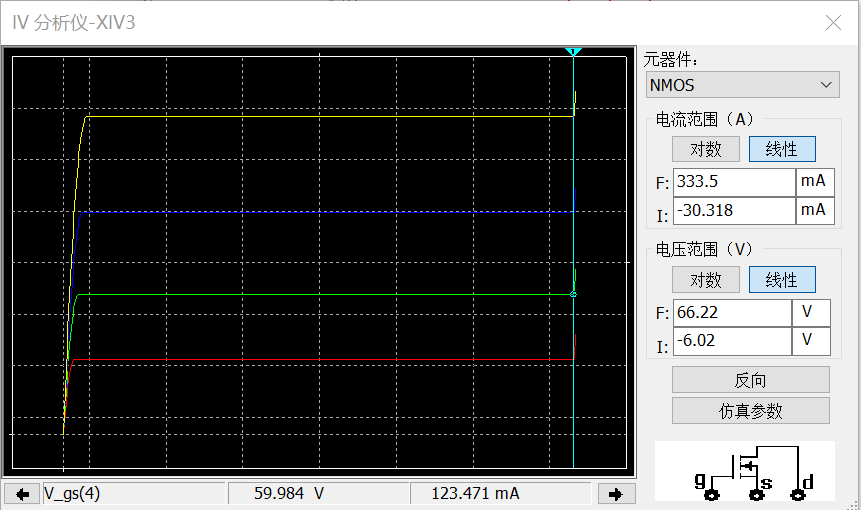 IV 分析仪-XIV3
1
元器件：
NMOS
电流范围（A）
对数 线性
F: 333.5 mA
I: -30.318 mA
电压范围（V）
对数 线性
F: 66.22 V
I: -6.02 V
反向
仿真参数
g s d
V_gs(4) 59.984 V 123.471 mA